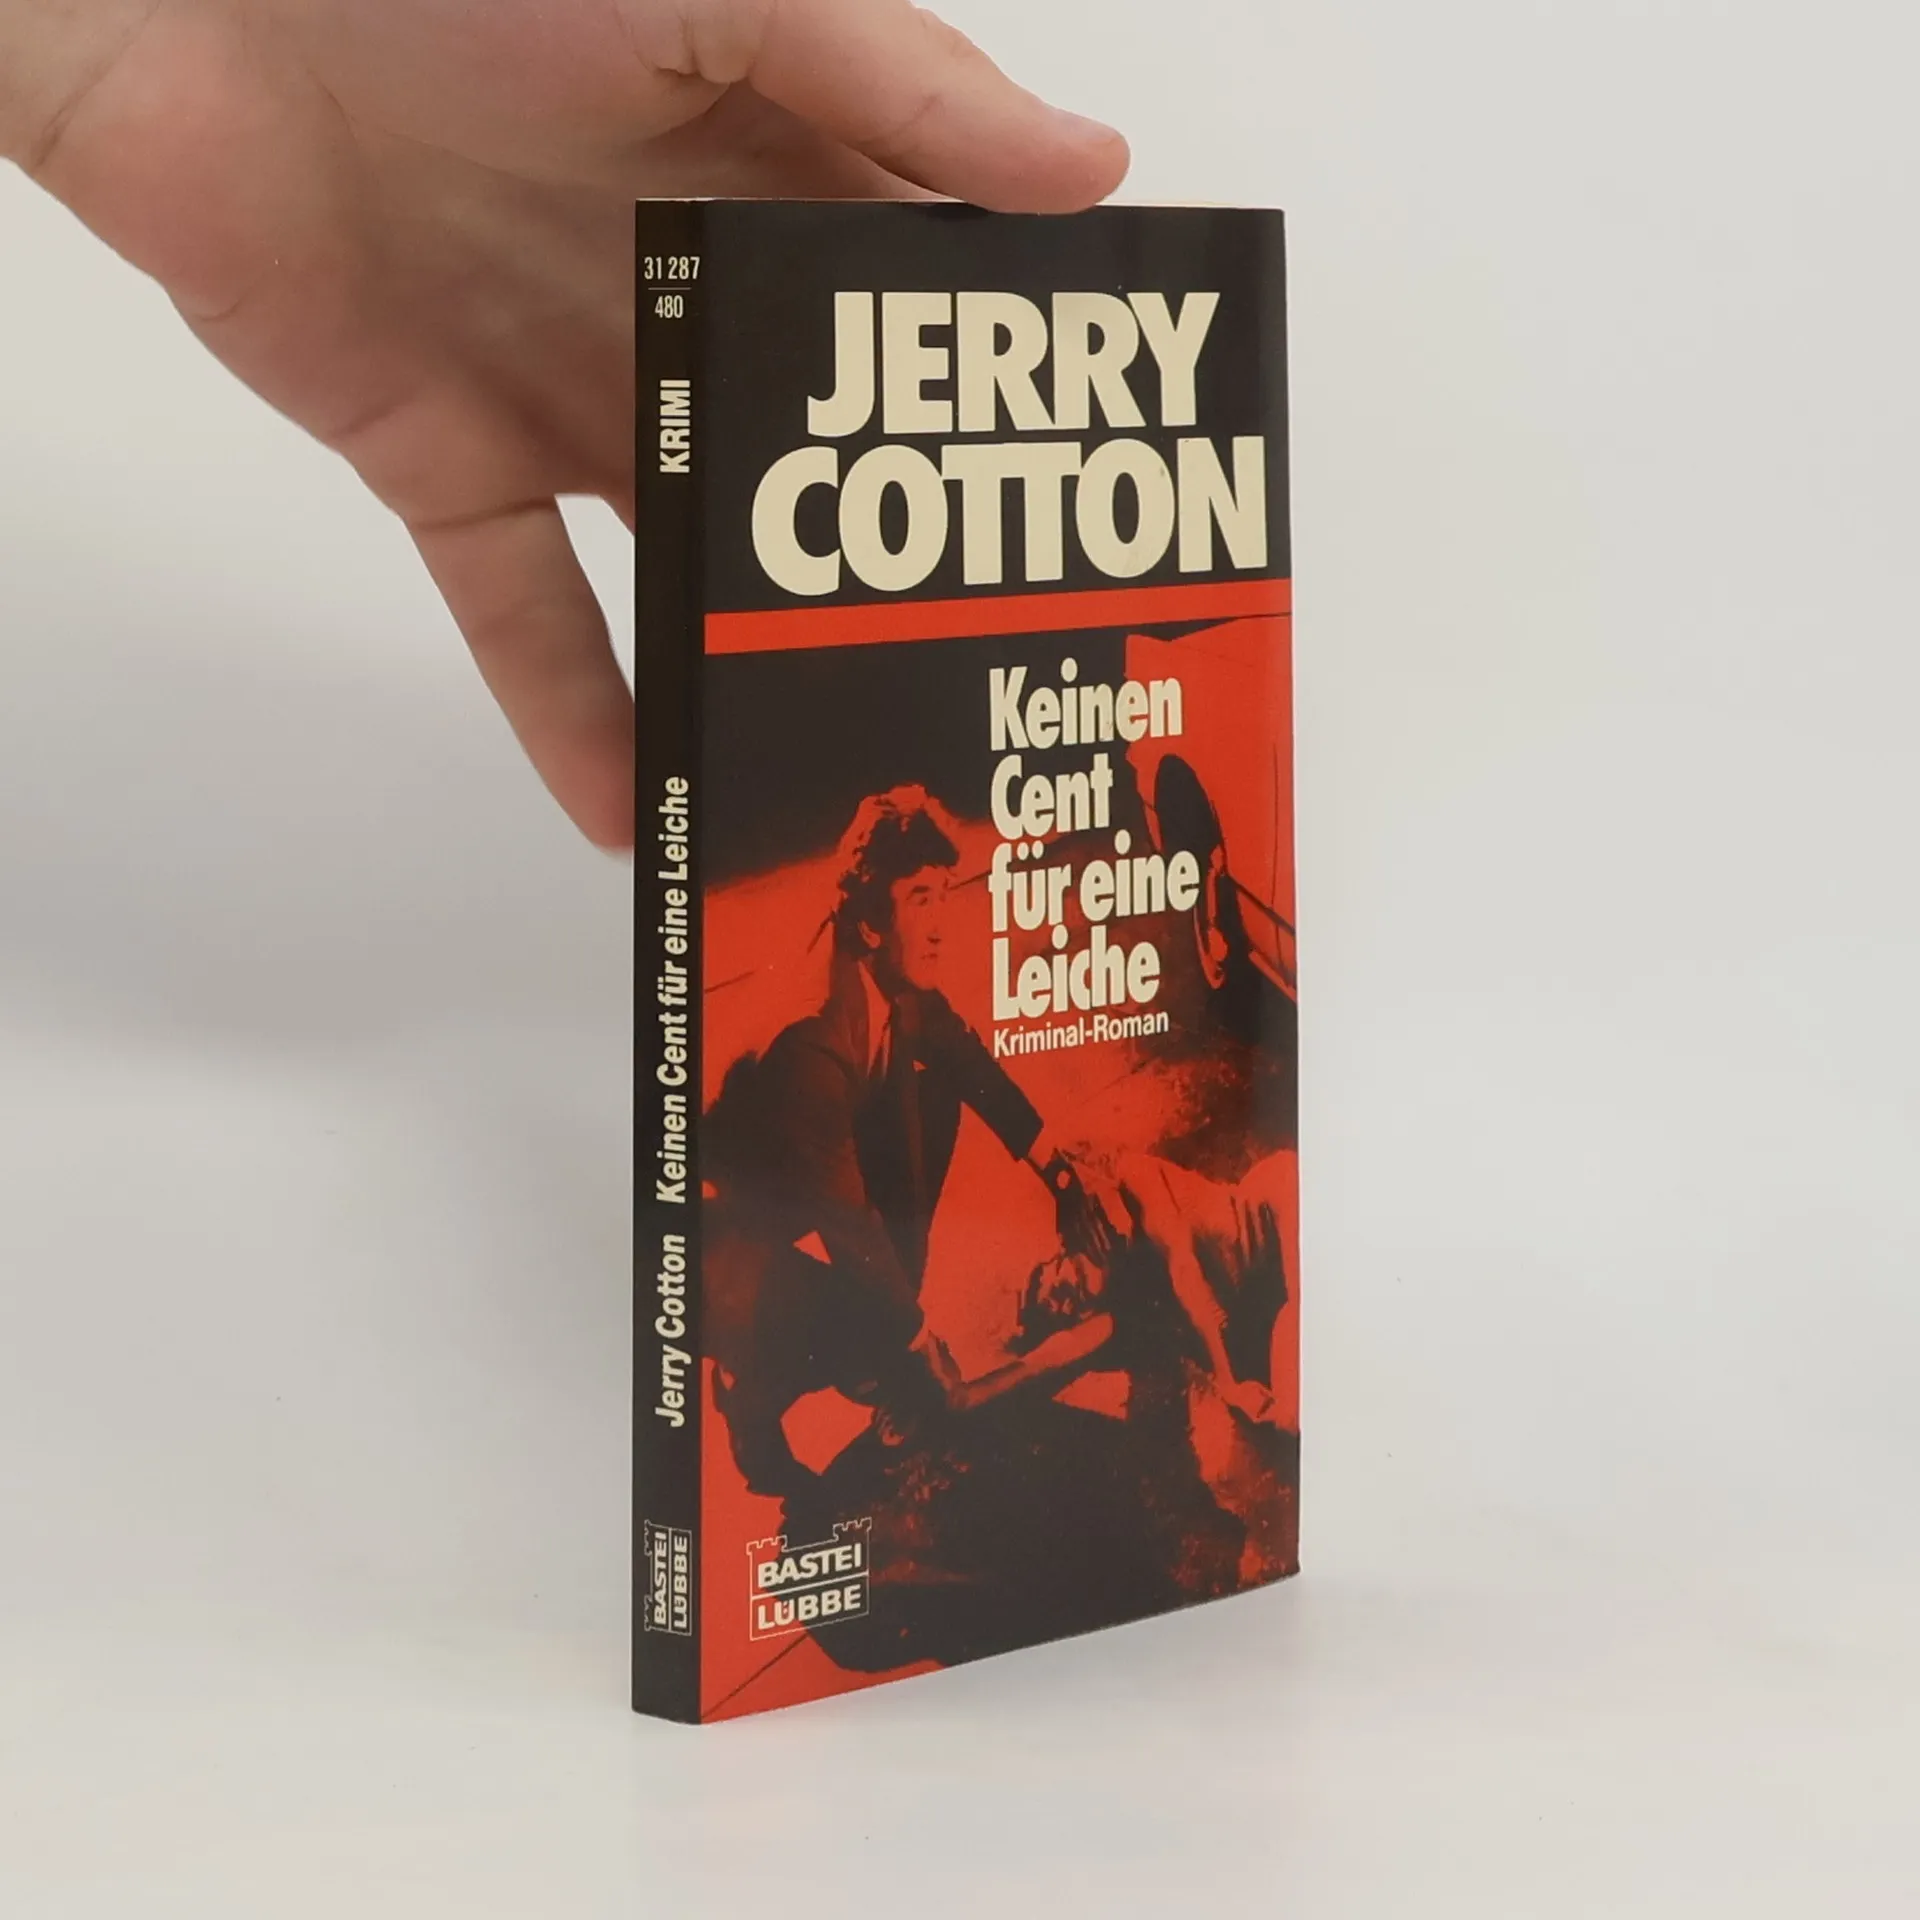 31 287
480
KRIMI
Jerry Cotton Keinen Cent für eine Leiche
BASTEI
LÜBBE
JERRY
COTTON
Keinen
Cent
für eine
Leiche
Kriminal-Roman
BASTEI
LÜBBE